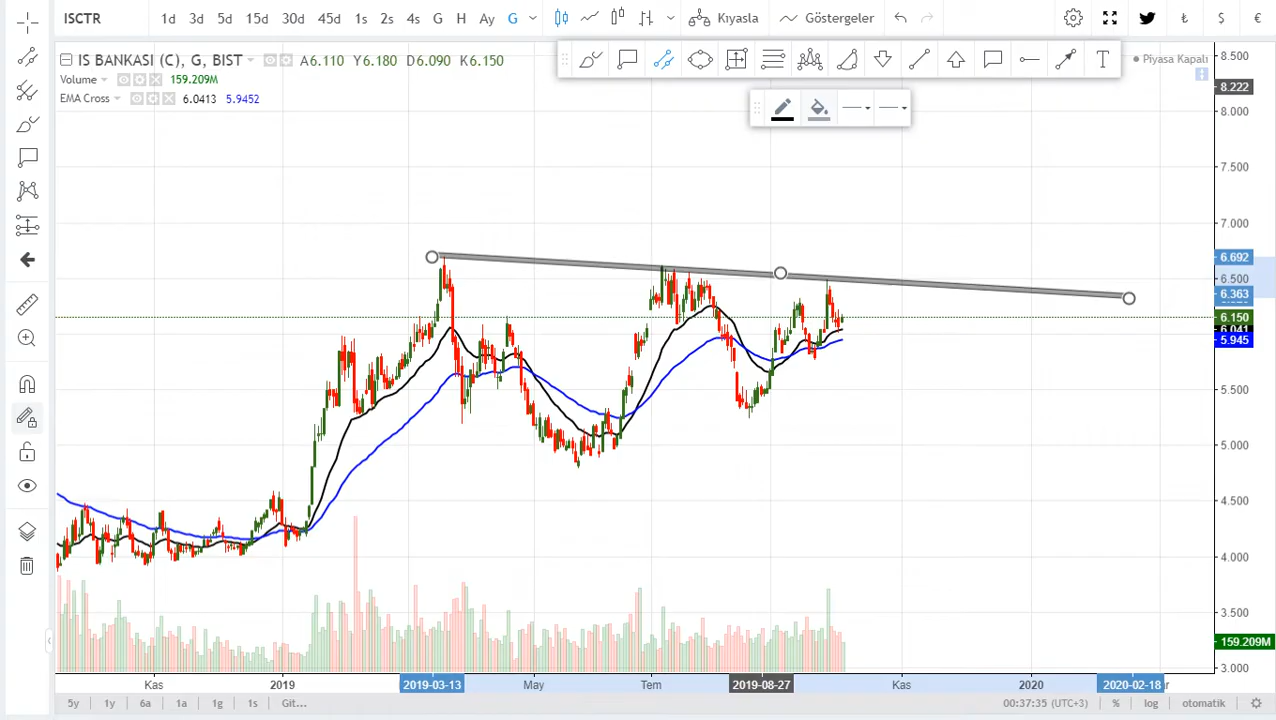 ISCTR 1d 3d 5d 15d 30d 45d 1s 2s 4s G H Ay G Kıyasla Göstergeler ₺ $ €
IS BANKASI (C), G, BIST A6.110 Y6.180 D6.090 K6.150
Piyasa Kapalı
Volume 159.209M
EMA Cross 6.0413 5.9452
T
8.500
8.222
8.000
7.500
7.000
6.692
6.500
6.363
6.150
6.041
5.945
5.500
5.000
4.500
4.000
3.500
159.209M
3.000
Kas 2019 2019-03-13 May Tem 2019-08-27 Kas 2020 2020-02-18
5y 1y 6a 1a 1g 1s Git... 00:37:35 (UTC+3) % log otomatik